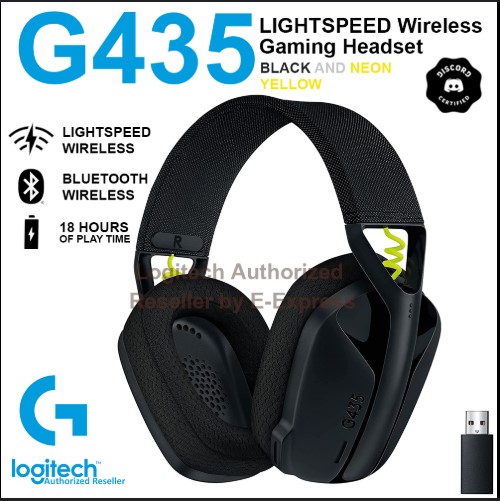 G435
LIGHTSPEED Wireless
Gaming Headset
BLACK AND NEON
YELLOW
DISCORD
CERTIFIED
LIGHTSPEED
WIRELESS
BLUETOOTH
WIRELESS
18 HOURS
OF PLAY TIME
R
Logitech Authorized
Reseller by E-Express
G435
G
logitech™
Authorized Reseller